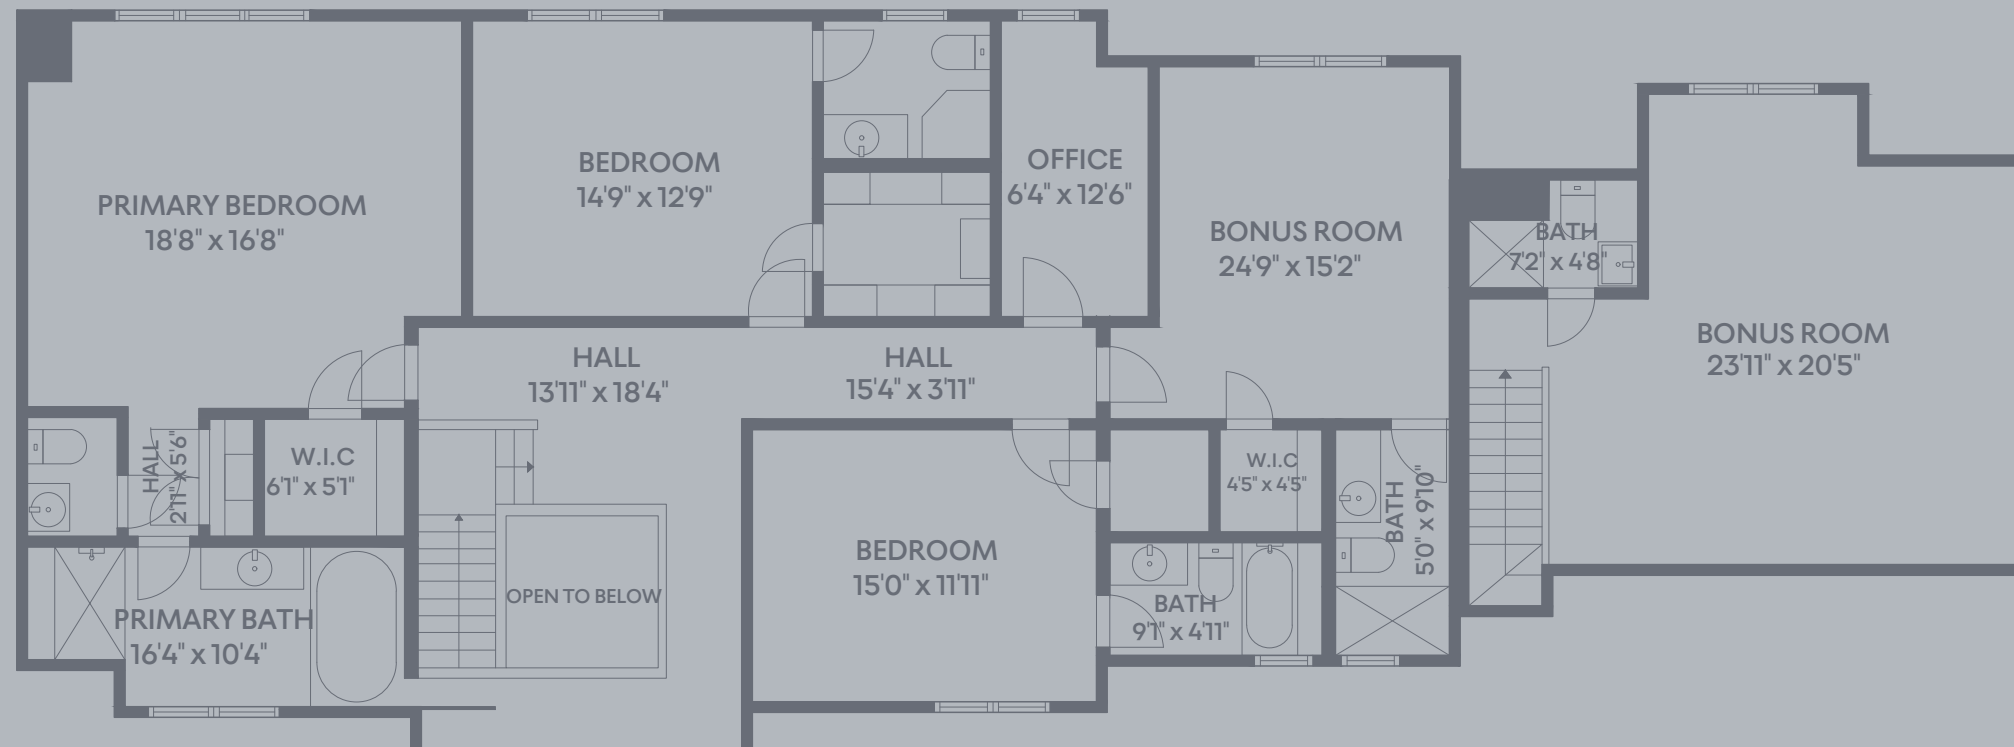 PRIMARY BEDROOM
18'8" x 16'8"
BEDROOM
14'9" x 12'9"
OFFICE
6'4" x 12'6"
BONUS ROOM
24'9" x 15'2"
BATH
7'2" x 4'8"
BONUS ROOM
23'11" x 20'5"
HALL
13'11" x 18'4"
HALL
15'4" x 3'11"
HALL
2'11" x 5'6"
W.I.C
6'1" x 5'1"
W.I.C
4'5" x 4'5"
BATH
5'0" x 9'10"
BEDROOM
15'0" x 11'11"
OPEN TO BELOW
BATH
9'1" x 4'11"
PRIMARY BATH
16'4" x 10'4"